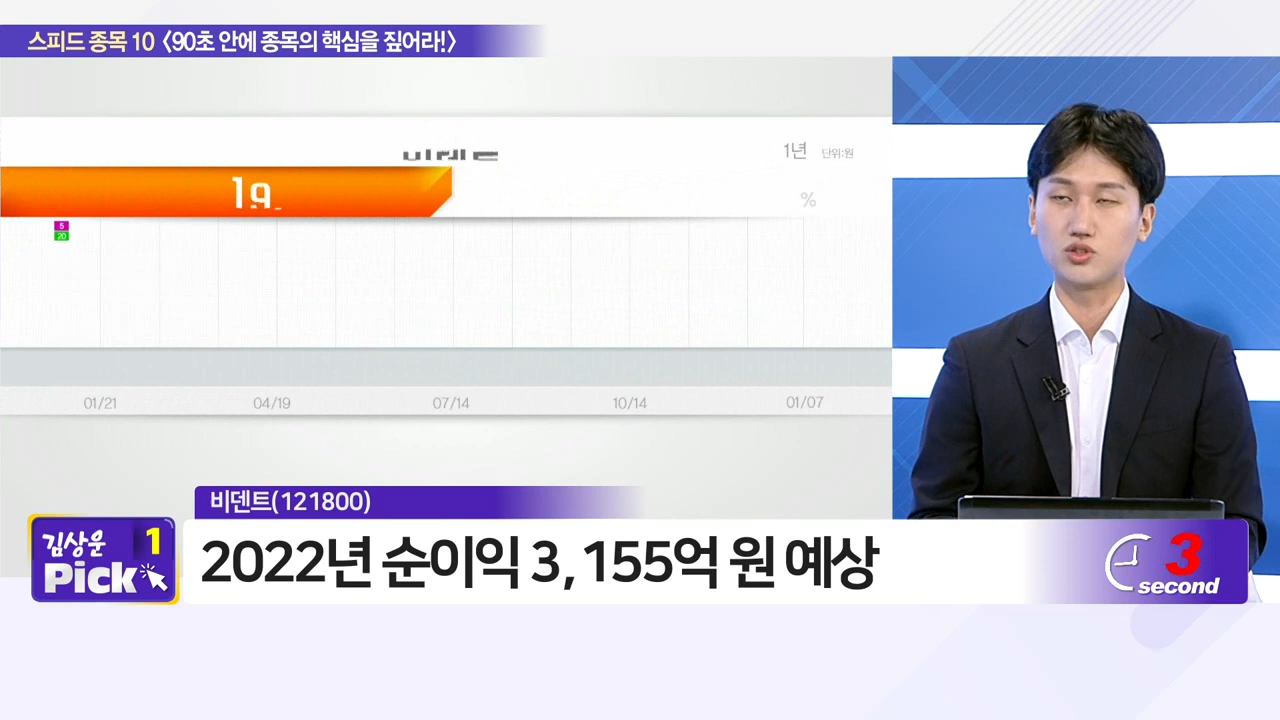 스피드 종목 10 <90초 안에 종목의 핵심을 짚어라!>
1년 단위:원
%
5
20
01/21 04/19 07/14 10/14 01/07
비덴트(121800)
김상운 1
Pick
2022년 순이익 3,155억 원 예상
3
second